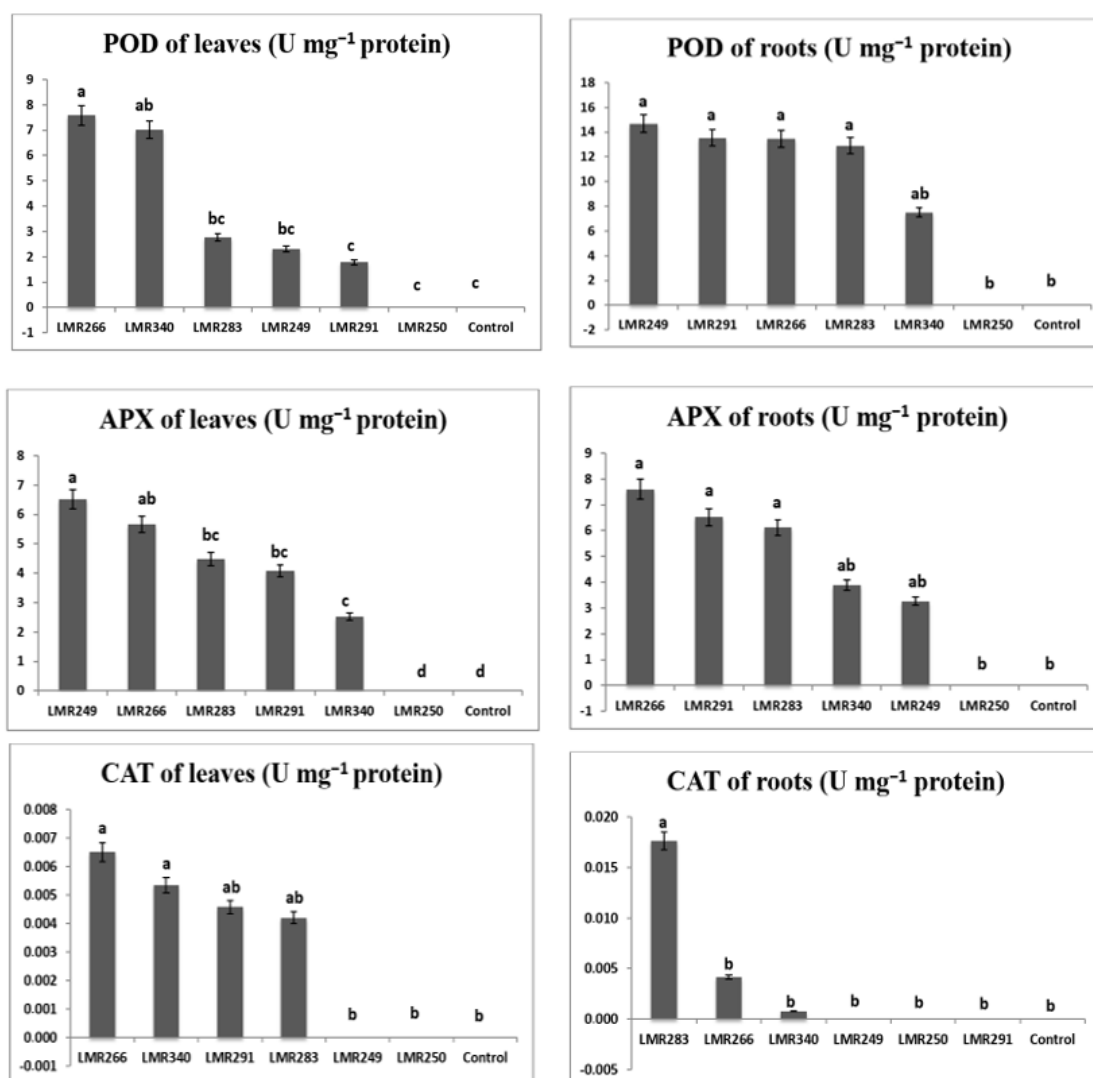 POD of leaves (U mg⁻¹ protein)
9
8
7
6
5
4
3
2
1
0
-1
a
ab
bc
bc
c
c
c
LMR266 LMR340 LMR283 LMR249 LMR291 LMR250 Control
POD of roots (U mg⁻¹ protein)
18
16
14
12
10
8
6
4
2
0
-2
a
a
a
a
ab
b
b
LMR249 LMR291 LMR266 LMR283 LMR340 LMR250 Control
APX of leaves (U mg⁻¹ protein)
8
7
6
5
4
3
2
1
0
a
ab
bc
bc
c
d
d
LMR249 LMR266 LMR283 LMR291 LMR340 LMR250 Control
APX of roots (U mg⁻¹ protein)
9
8
7
6
5
4
3
2
1
0
-1
a
a
a
ab
ab
b
b
LMR266 LMR291 LMR283 LMR340 LMR249 LMR250 Control
CAT of leaves (U mg⁻¹ protein)
0.008
0.007
0.006
0.005
0.004
0.003
0.002
0.001
0.000
-0.001
a
a
ab
ab
b
b
b
LMR266 LMR340 LMR291 LMR283 LMR249 LMR250 Control
CAT of roots (U mg⁻¹ protein)
0.020
0.015
0.010
0.005
0.000
-0.005
a
b
b
b
b
b
b
LMR283 LMR266 LMR340 LMR249 LMR250 LMR291 Control